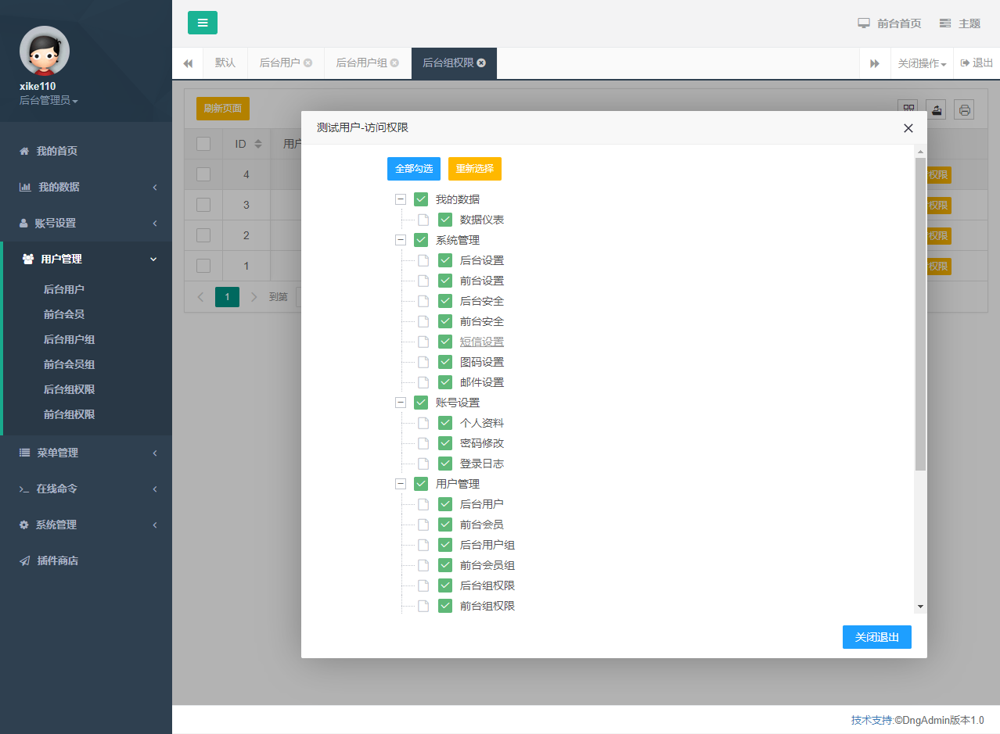 xike110
后台管理员
我的首页
我的数据
账号设置
用户管理
后台用户
前台会员
后台用户组
前台会员组
后台组权限
前台组权限
菜单管理
在线命令
系统管理
插件商店
前台首页 主题
默认 后台用户 后台用户组 后台组权限 关闭操作 退出
刷新页面
ID 用户
4 权限
3 权限
2 权限
1 权限
1 到第
测试用户-访问权限
全部勾选 重新选择
我的数据
数据仪表
系统管理
后台设置
前台设置
后台安全
前台安全
短信设置
图码设置
邮件设置
账号设置
个人资料
密码修改
登录日志
用户管理
后台用户
前台会员
后台用户组
前台会员组
后台组权限
前台组权限
关闭退出
技术支持:©DngAdmin版本1.0